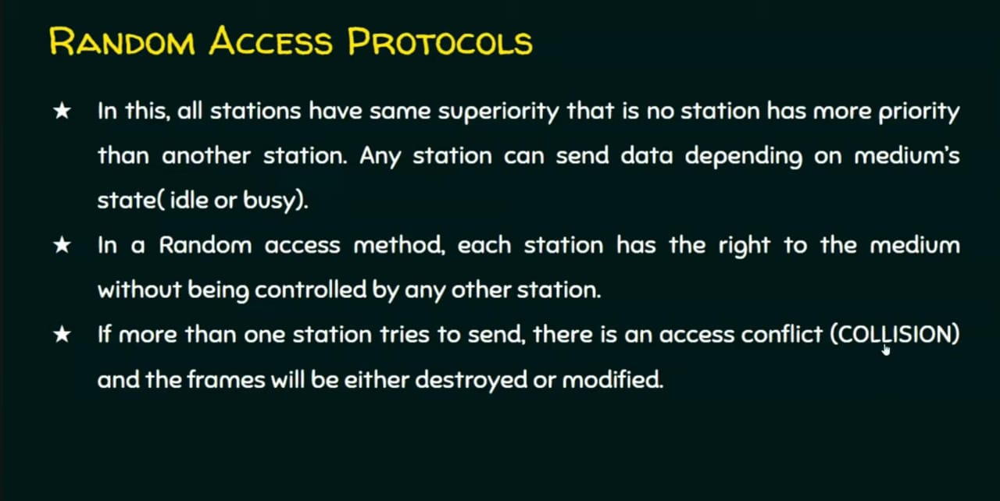 RANDOM ACCESS PROTOCOLS
★ In this, all stations have same superiority that is no station has more priority
than another station. Any station can send data depending on medium's
state( idle or busy).
★ In a Random access method, each station has the right to the medium
without being controlled by any other station.
★ If more than one station tries to send, there is an access conflict (COLLISION)
and the frames will be either destroyed or modified.